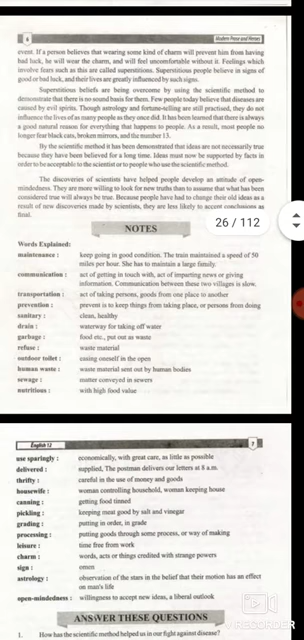 4
Modern Prose and Heroes
event. If a person believes that wearing some kind of charm will prevent him from having
bad luck, he will wear the charm, and will feel uncomfortable without it. Feelings which
involve fears such as this are called superstitions. Superstitious people believe in signs of
good or bad luck, and their lives are greatly influenced by such signs.
Superstitious beliefs are being overcome by using the scientific method to
demonstrate that there is no sound basis for them. Few people today believe that diseases are
caused by evil spirits. Though astrology and fortune-telling are still practised, they do not
influence the lives of as many people as they once did. It has been learned that there is always
a good natural reason for everything that happens to people. As a result, most people no
longer fear black cats, broken mirrors, and the number 13.
By the scientific method it has been demonstrated that ideas are not necessarily true
because they have been believed for a long time. Ideas must now be supported by facts in
order to be acceptable to the scientist or to people who use the scientific method.
The discoveries of scientists have helped people develop an attitude of open-
mindedness. They are more willing to look for new truths than to assume that what has been
considered true will always be true. Because people have had to change their old ideas as a
result of new discoveries made by scientists, they are less likely to accept conclusions as
final.
26 / 112
NOTES
Words Explained:
maintenance : keep going in good condition. The train maintained a speed of 50
miles per hour. She has to maintain a large family.
communication : act of getting in touch with, act of imparting news or giving
information. Communication between these two villages is slow.
transportation : act of taking persons, goods from one place to another
prevention : prevent is to keep things from taking place, or persons from doing
sanitary : clean, healthy
drain : waterway for taking off water
garbage : food etc., put out as waste
refuse : waste material
outdoor toilet : easing oneself in the open
human waste : waste material sent out by human bodies
sewage : matter conveyed in sewers
nutritious : with high food value
English 12
7
use sparingly : economically, with great care, as little as possible
delivered : supplied, The postman delivers our letters at 8 a.m.
thrifty : careful in the use of money and goods
housewife : woman controlling household, woman keeping house
canning : getting food tinned
pickling : keeping meat good by salt and vinegar
grading : putting in order, in grade
processing : putting goods through some process, or way of making
leisure : time free from work
charm : words, acts or things credited with strange powers
sign : omen
astrology : observation of the stars in the belief that their motion has an effect
on man's life
open-mindedness : willingness to accept new ideas, a liberal outlook
ANSWER THESE QUESTIONS
1. How has the scientific method helped us in our fight against disease?
RECORDER